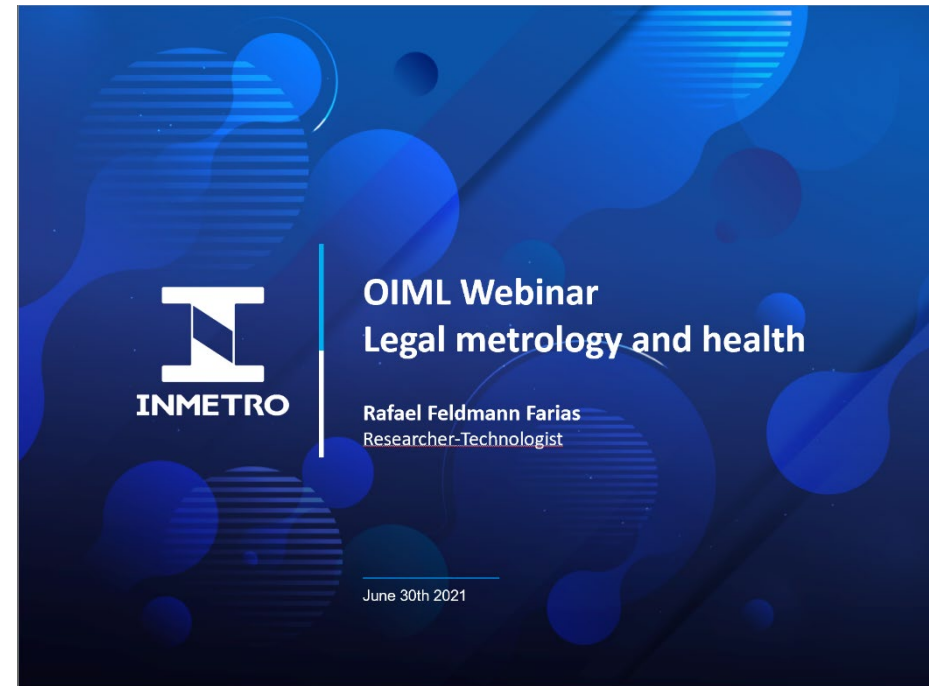 OIML Webinar
Legal metrology and health
INMETRO
Rafael Feldmann Farias
Researcher-Technologist
June 30th 2021